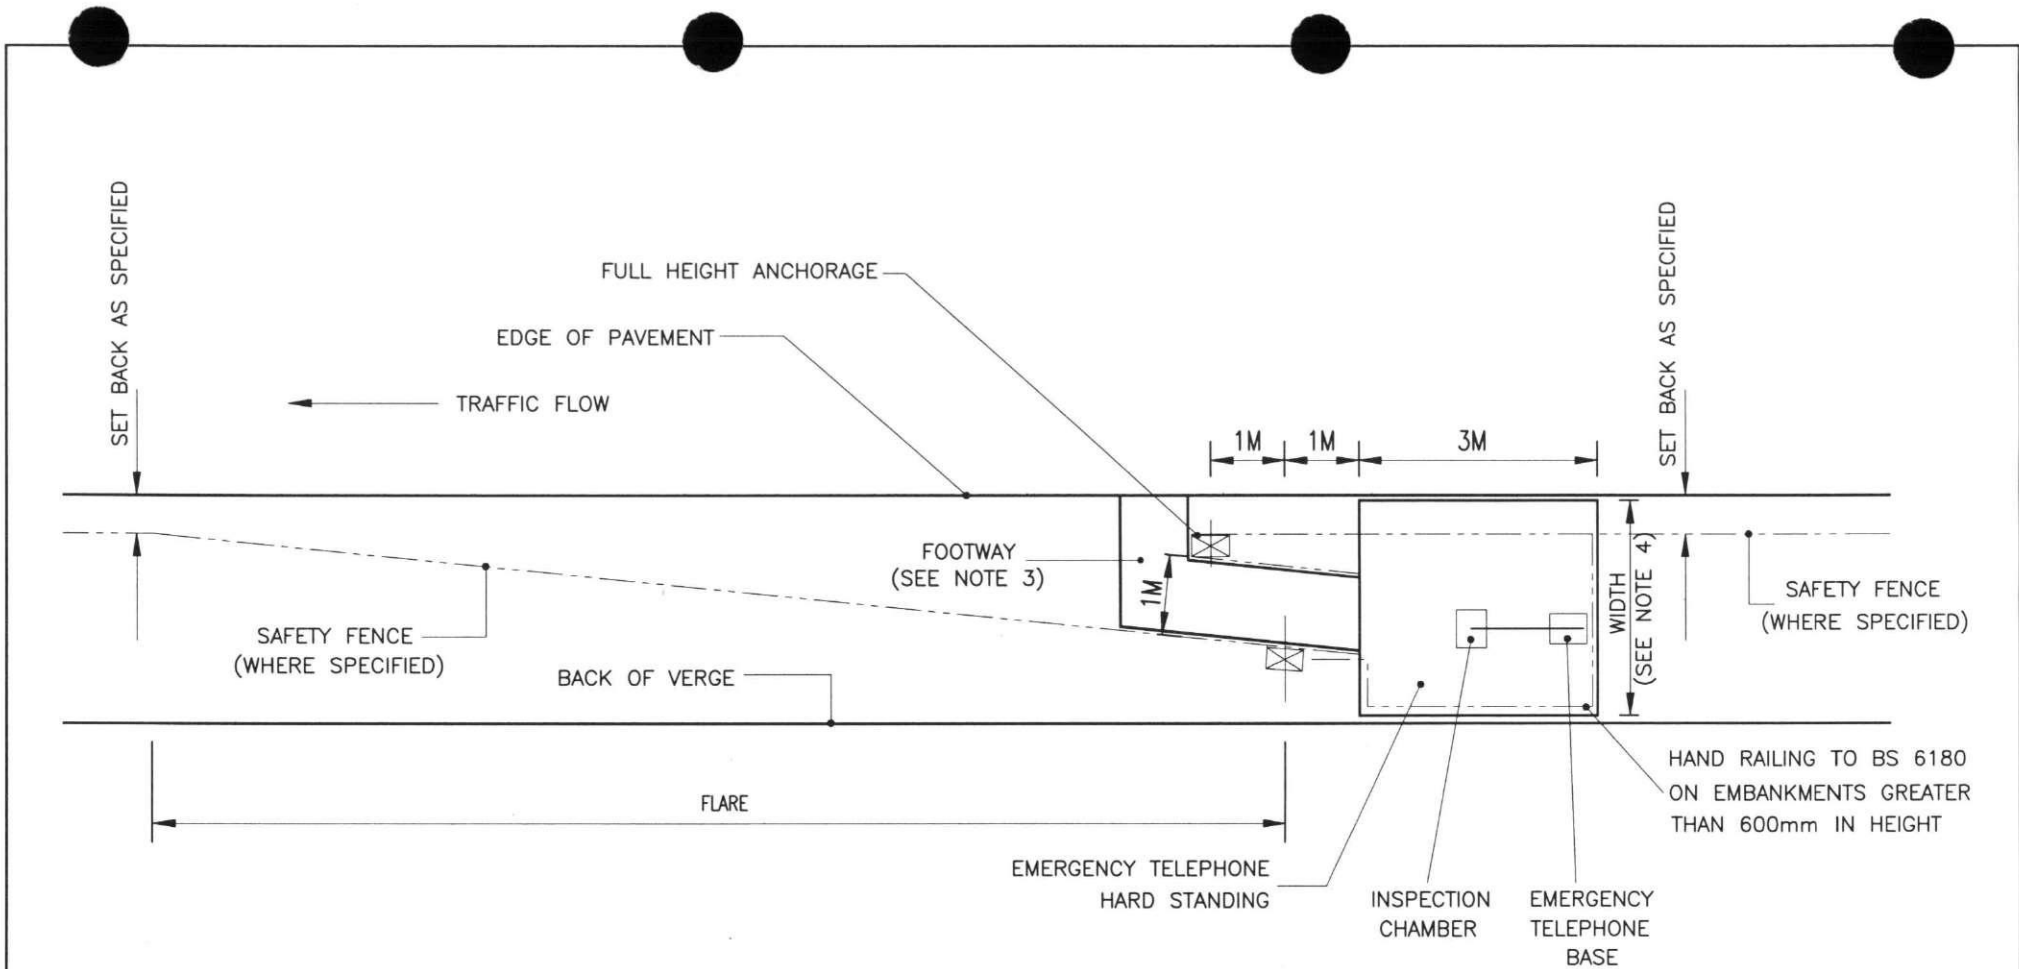 SET BACK AS SPECIFIED
FULL HEIGHT ANCHORAGE
EDGE OF PAVEMENT
TRAFFIC FLOW
SET BACK AS SPECIFIED
1M
1M
3M
FOOTWAY
(SEE NOTE 3)
1M
WIDTH
(SEE NOTE 4)
SAFETY FENCE
(WHERE SPECIFIED)
SAFETY FENCE
(WHERE SPECIFIED)
BACK OF VERGE
FLARE
HAND RAILING TO BS 6180
ON EMBANKMENTS GREATER
THAN 600mm IN HEIGHT
EMERGENCY TELEPHONE
HARD STANDING
INSPECTION
CHAMBER
EMERGENCY
TELEPHONE
BASE